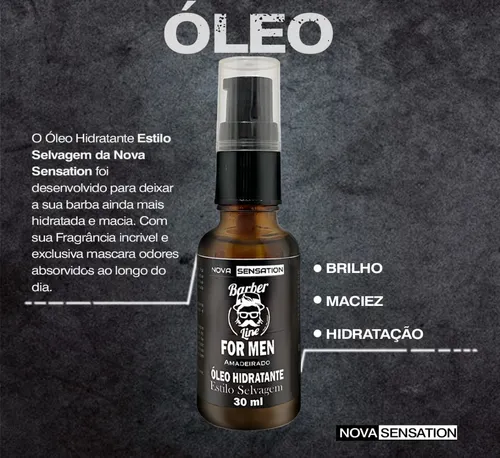 ÓLEO
O Óleo Hidratante Estilo
Selvagem da Nova
Sensation foi
desenvolvido para deixar
a sua barba ainda mais
hidratada e macia. Com
sua Fragrância incrivel e
exclusiva mascara odores
absorvidos ao longo do
dia.
NOVA SENSATION
Barber
Line
FOR MEN
AMADEIRADO
ÓLEO HIDRATANTE
Estilo Selvagem
30 ml
BRILHO
MACIEZ
HIDRATAÇÃO
NOVA SENSATION